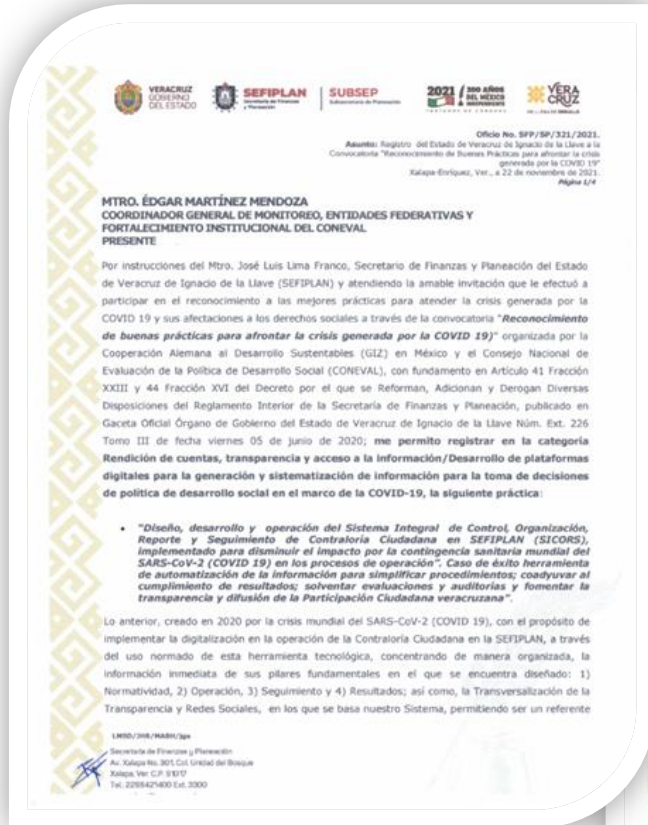 VERACRUZ
GOBIERNO
DEL ESTADO
SEFIPLAN
Secretaría de Finanzas
y Planeación
SUBSEP
Subsecretaría de Planeación
2021
200 AÑOS
DEL MÉXICO
INDEPENDIENTE
VERA
CRUZ
Oficio No. SFP/SP/321/2021.
Asunto: Registro del Estado de Veracruz de Ignacio de la Llave a la
Convocatoria "Reconocimiento de Buenas Prácticas para afrontar la crisis
generada por la COVID 19"
Xalapa-Enríquez, Ver., a 22 de noviembre de 2021.
Página 1/4
MTRO. ÉDGAR MARTÍNEZ MENDOZA
COORDINADOR GENERAL DE MONITOREO, ENTIDADES FEDERATIVAS Y
FORTALECIMIENTO INSTITUCIONAL DEL CONEVAL
PRESENTE
Por instrucciones del Mtro. José Luis Lima Franco, Secretario de Finanzas y Planeación del Estado
de Veracruz de Ignacio de la Llave (SEFIPLAN) y atendiendo la amable invitación que le efectuó a
participar en el reconocimiento a las mejores prácticas para atender la crisis generada por la
COVID 19 y sus afectaciones a los derechos sociales a través de la convocatoria "Reconocimiento
de buenas prácticas para afrontar la crisis generada por la COVID 19)" organizada por la
Cooperación Alemana al Desarrollo Sustentables (GIZ) en México y el Consejo Nacional de
Evaluación de la Política de Desarrollo Social (CONEVAL), con fundamento en Artículo 41 Fracción
XXIII y 44 Fracción XVI del Decreto por el que se Reforman, Adicionan y Derogan Diversas
Disposiciones del Reglamento Interior de la Secretaría de Finanzas y Planeación, publicado en
Gaceta Oficial Órgano de Gobierno del Estado de Veracruz de Ignacio de la Llave Núm. Ext. 226
Tomo III de fecha viernes 05 de junio de 2020; me permito registrar en la categoría
Rendición de cuentas, transparencia y acceso a la información/Desarrollo de plataformas
digitales para la generación y sistematización de información para la toma de decisiones
de política de desarrollo social en el marco de la COVID-19, la siguiente práctica:
• "Diseño, desarrollo y operación del Sistema Integral de Control, Organización,
Reporte y Seguimiento de Contraloría Ciudadana en SEFIPLAN (SICORS),
implementado para disminuir el impacto por la contingencia sanitaria mundial del
SARS-CoV-2 (COVID 19) en los procesos de operación". Caso de éxito herramienta
de automatización de la información para simplificar procedimientos; coadyuvar al
cumplimiento de resultados; solventar evaluaciones y auditorías y fomentar la
transparencia y difusión de la Participación Ciudadana veracruzana".
Lo anterior, creado en 2020 por la crisis mundial del SARS-CoV-2 (COVID 19), con el propósito de
implementar la digitalización en la operación de la Contraloría Ciudadana en la SEFIPLAN, a través
del uso normado de esta herramienta tecnológica, concentrando de manera organizada, la
información inmediata de sus pilares fundamentales en el que se encuentra diseñado: 1)
Normatividad, 2) Operación, 3) Seguimiento y 4) Resultados; así como, la Transversalización de la
Transparencia y Redes Sociales, en los que se basa nuestro Sistema, permitiendo ser un referente
Secretaría de Finanzas y Planeación
Av. Xalapa No. 301, Col. Unidad del Bosque
Xalapa, Ver. C.P. 91017
Tel. 2288421400 Ext. 3300